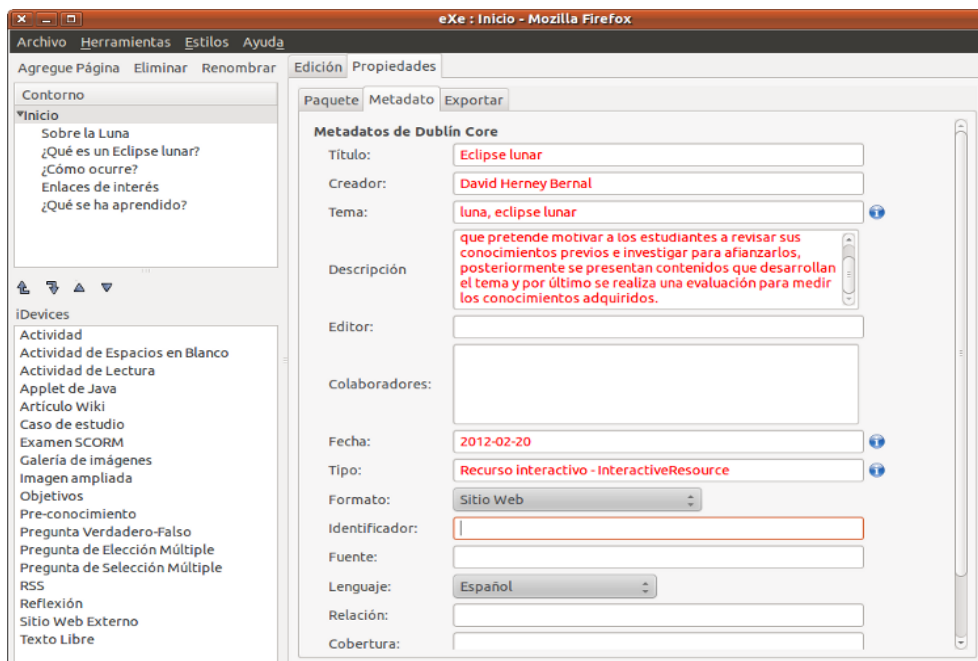 eXe : Inicio - Mozilla Firefox
Archivo Herramientas Estilos Ayuda
Agregue Página Eliminar Renombrar
Contorno
Inicio
Sobre la Luna
¿Qué es un Eclipse lunar?
¿Cómo ocurre?
Enlaces de interés
¿Qué se ha aprendido?
iDevices
Actividad
Actividad de Espacios en Blanco
Actividad de Lectura
Applet de Java
Artículo Wiki
Caso de estudio
Examen SCORM
Galería de imágenes
Imagen ampliada
Objetivos
Pre-conocimiento
Pregunta Verdadero-Falso
Pregunta de Elección Múltiple
Pregunta de Selección Múltiple
RSS
Reflexión
Sitio Web Externo
Texto Libre
Edición Propiedades
Paquete Metadato Exportar
Metadatos de Dublín Core
Título: Eclipse lunar
Creador: David Herney Bernal
Tema: luna, eclipse lunar
Descripción
que pretende motivar a los estudiantes a revisar sus
conocimientos previos e investigar para afianzarlos,
posteriormente se presentan contenidos que desarrollan
el tema y por último se realiza una evaluación para medir
los conocimientos adquiridos.
Editor:
Colaboradores:
Fecha: 2012-02-20
Tipo: Recurso interactivo - InteractiveResource
Formato: Sitio Web
Identificador:
Fuente:
Lenguaje: Español
Relación:
Cobertura: